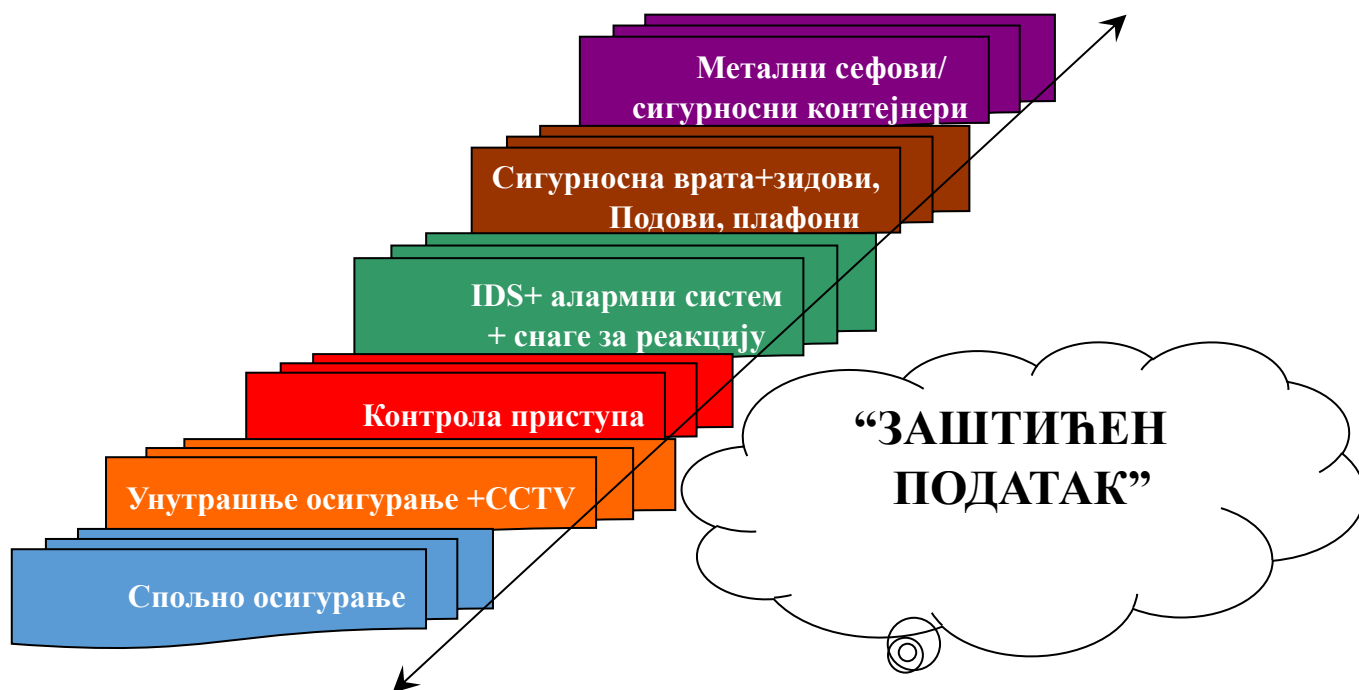 Метални сефови/
сигурносни контејнери
Сигурносна врата+зидови,
Подови, плафони
IDS+ алармни систем
+ снаге за реакцију
Контрола приступа
“ЗАШТИЋЕН
ПОДАТАК”
Унутрашње осигурање +CCTV
Спољно осигурање